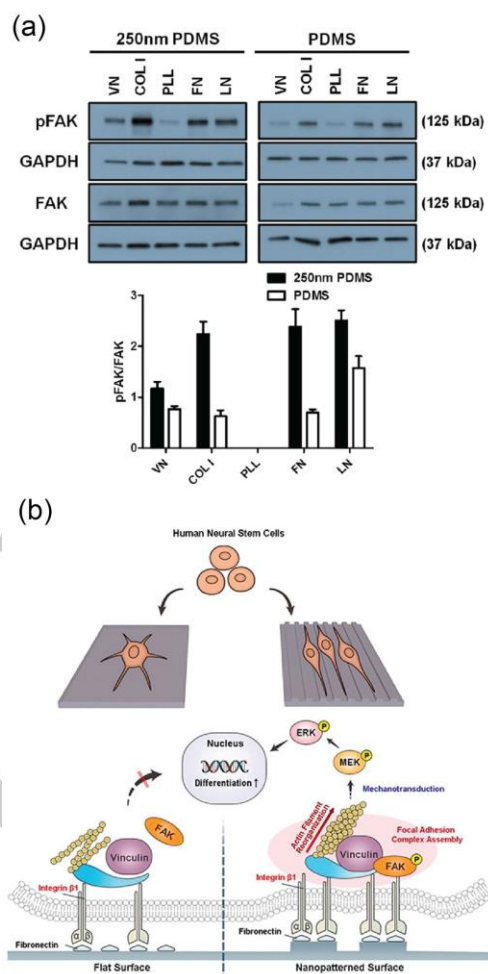 (a)
250nm PDMS PDMS
VN COL I PLL FN LN VN COL I PLL FN LN
pFAK (125 kDa)
GAPDH (37 kDa)
FAK (125 kDa)
GAPDH (37 kDa)
250nm PDMS
PDMS
pFAK/FAK
3
2
1
0
VN COL I PLL FN LN
(b)
Human Neural Stem Cells
ERK P
Nucleus
MEK P
Differentiation ↑
Mechanotransduction
Actin Filament
Reorganization
FAK
Focal Adhesion
Complex Assembly
Vinculin
Vinculin
P
FAK
Integrin β1
Integrin β1
α β
α β
Fibronectin
Fibronectin
Flat Surface
Nanopatterned Surface